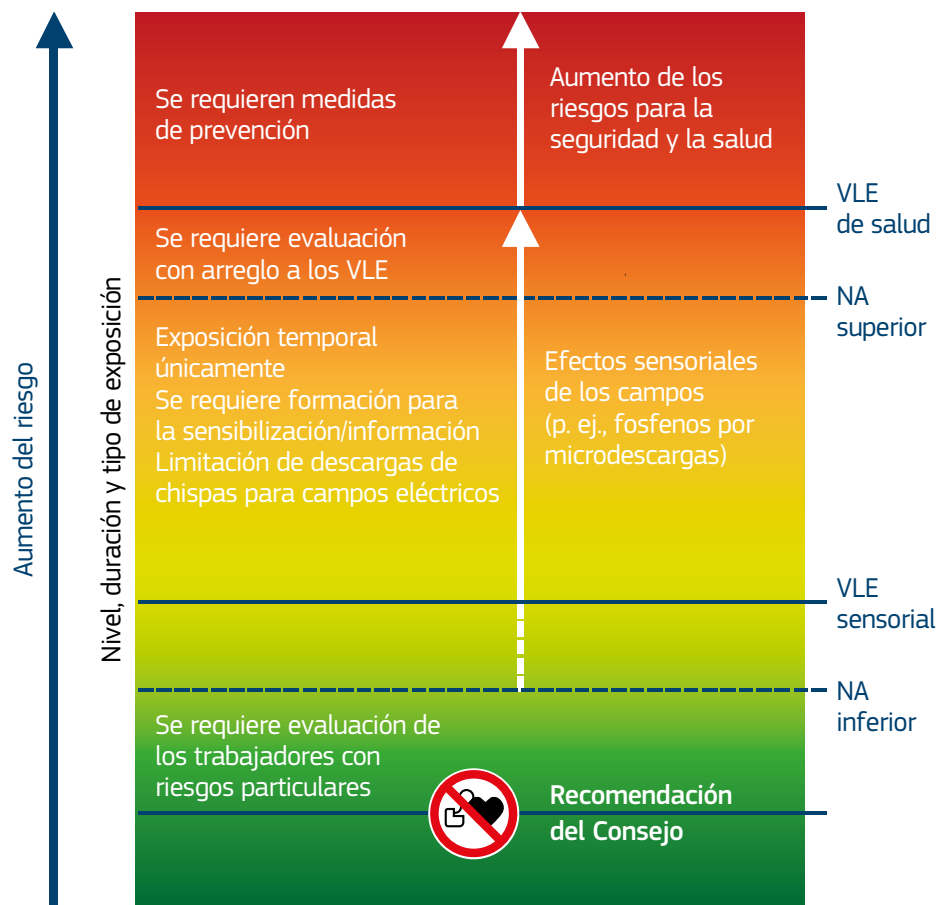 Se requieren medidas
de prevención
Aumento de los
riesgos para la
seguridad y la salud
VLE
de salud
Se requiere evaluación
con arreglo a los VLE
NA
superior
Exposición temporal
únicamente
Se requiere formación para
la sensibilización/información
Limitación de descargas de
chispas para campos eléctricos
Efectos sensoriales
de los campos
(p. ej., fosfenos por
microdescargas)
Aumento del riesgo
Nivel, duración y tipo de exposición
VLE
sensorial
NA
inferior
Se requiere evaluación de
los trabajadores con
riesgos particulares
Recomendación
del Consejo